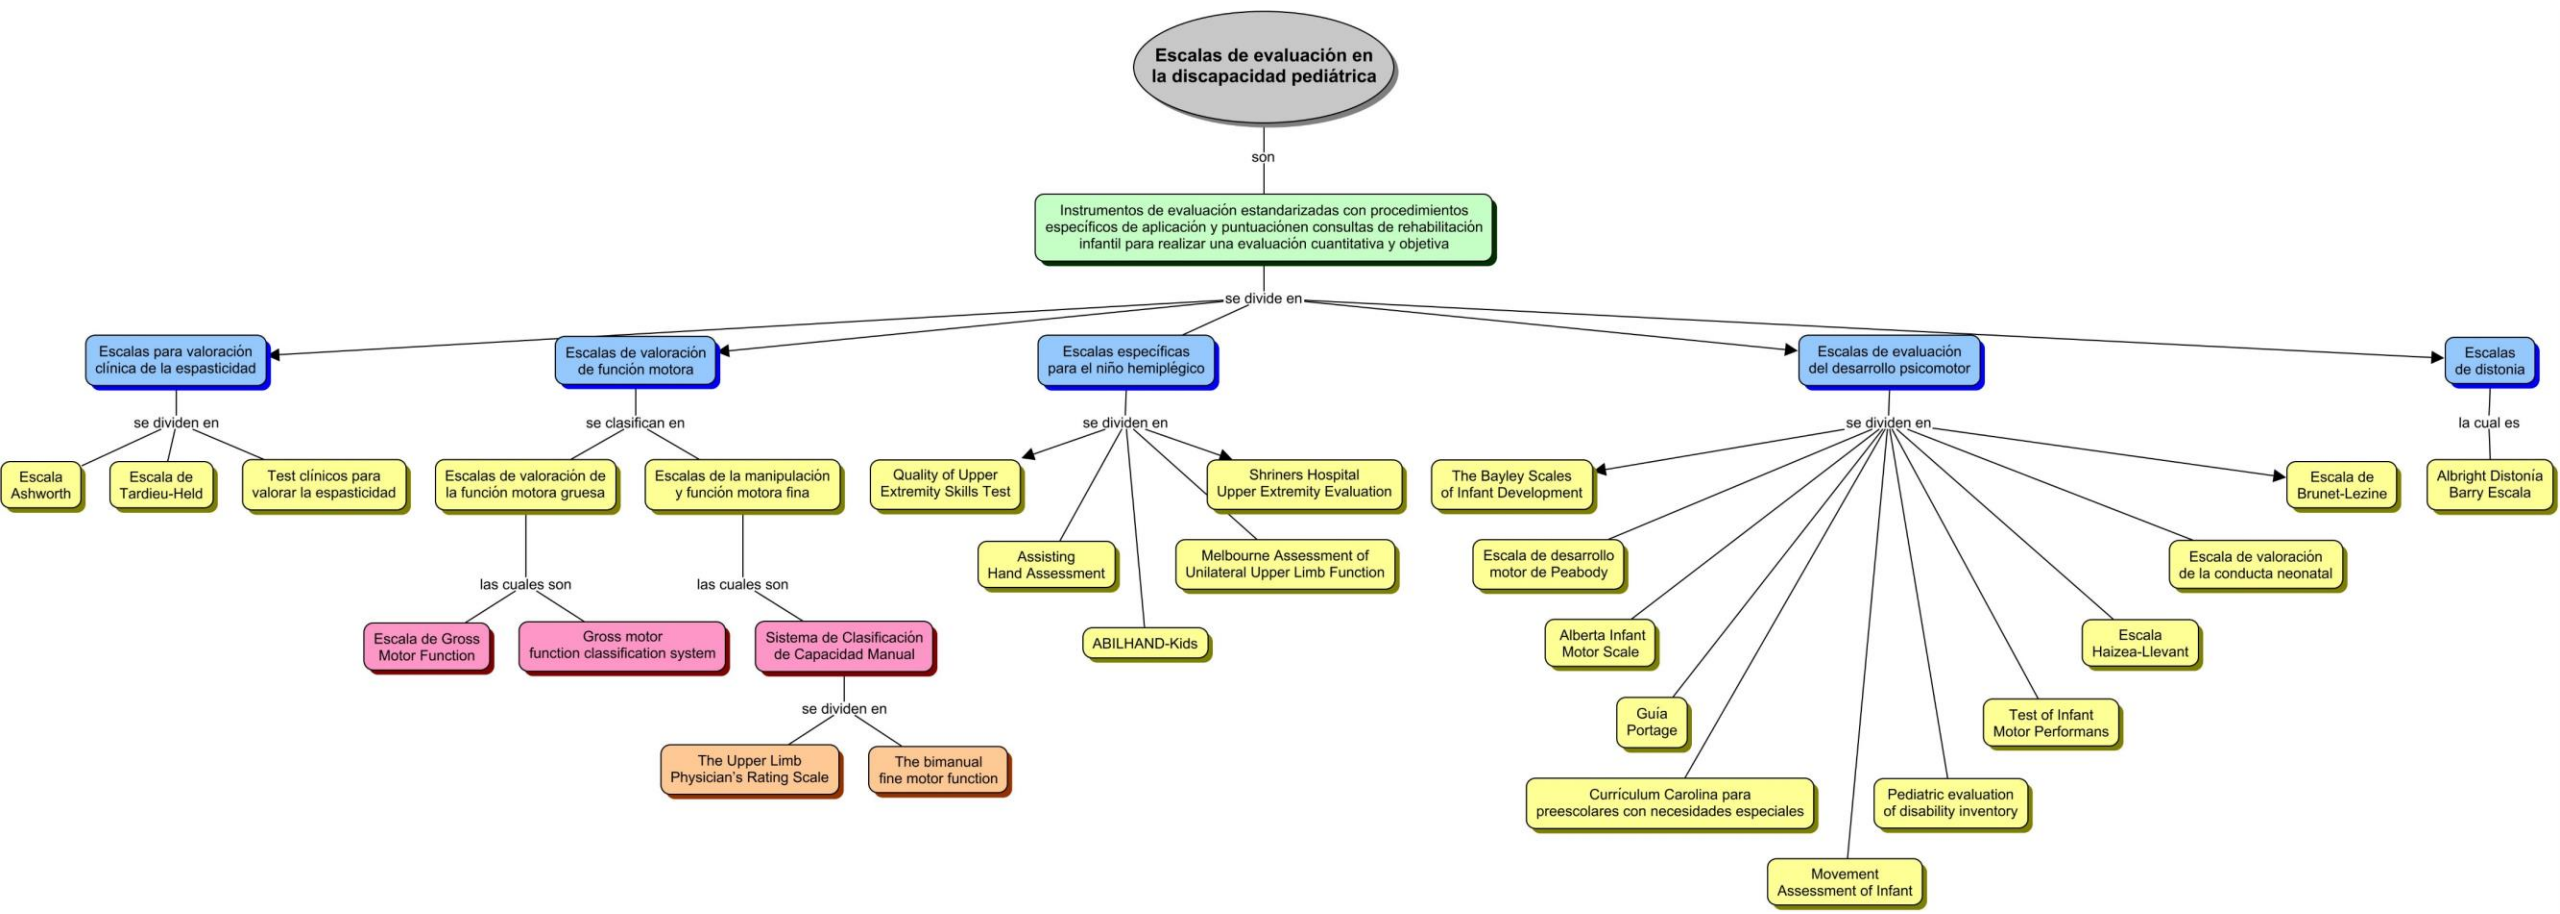 Escalas de evaluación en
la discapacidad pediátrica
son
Instrumentos de evaluación estandarizadas con procedimientos
específicos de aplicación y puntuaciónen consultas de rehabilitación
infantil para realizar una evaluación cuantitativa y objetiva
se divide en
Escalas para valoración
clínica de la espasticidad
se dividen en
Escala
Ashworth
Escala de
Tardieu-Held
Test clínicos para
valorar la espasticidad
Escalas de valoración
de función motora
se clasifican en
Escalas de valoración de
la función motora gruesa
las cuales son
Escala de Gross
Motor Function
Gross motor
function classification system
Escalas de la manipulación
y función motora fina
las cuales son
Sistema de Clasificación
de Capacidad Manual
se dividen en
The Upper Limb
Physician's Rating Scale
The bimanual
fine motor function
Escalas específicas
para el niño hemiplégico
se dividen en
Quality of Upper
Extremity Skills Test
Assisting
Hand Assessment
ABILHAND-Kids
Melbourne Assessment of
Unilateral Upper Limb Function
Shriners Hospital
Upper Extremity Evaluation
Escalas de evaluación
del desarrollo psicomotor
se dividen en
The Bayley Scales
of Infant Development
Escala de desarrollo
motor de Peabody
Alberta Infant
Motor Scale
Guía
Portage
Currículum Carolina para
preescolares con necesidades especiales
Movement
Assessment of Infant
Pediatric evaluation
of disability inventory
Test of Infant
Motor Performans
Escala
Haizea-Llevant
Escala de valoración
de la conducta neonatal
Escala de
Brunet-Lezine
Escalas
de distonia
la cual es
Albright Distonía
Barry Escala